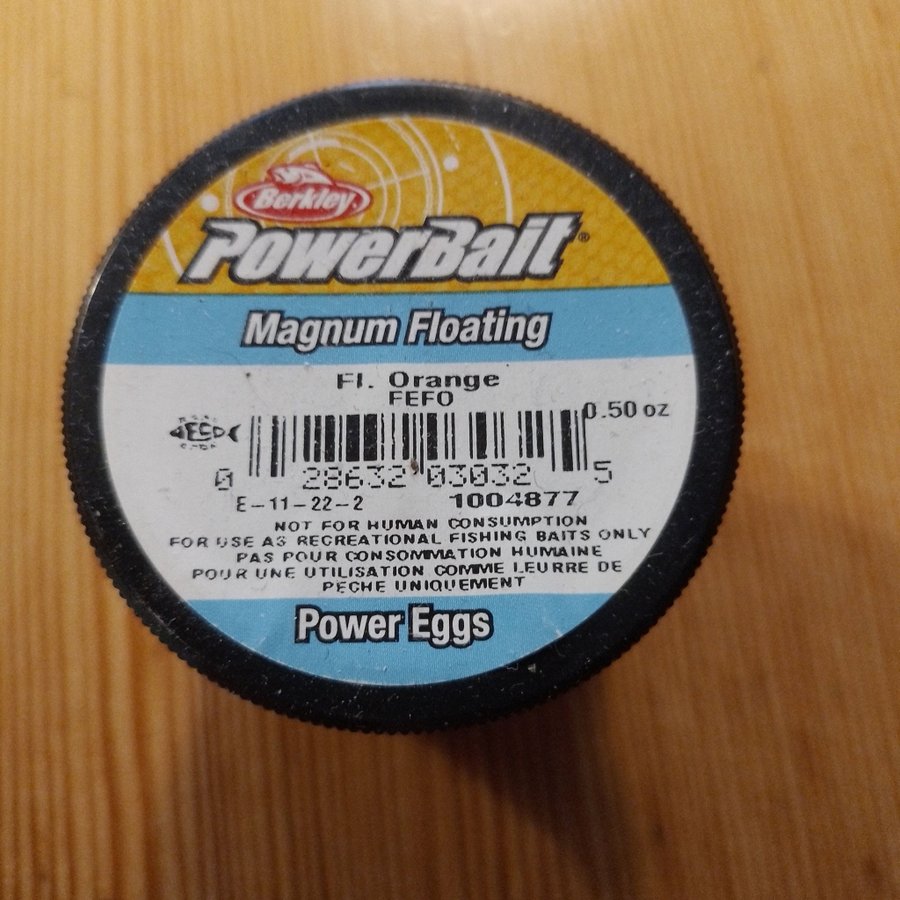 Berkley
PowerBait®
Magnum Floating
Fl. Orange
FEFO
0.50 oz
ECO
0 28632 03032 5
E-11-22-2 1004877
NOT FOR HUMAN CONSUMPTION
FOR USE AS RECREATIONAL FISHING BAITS ONLY
PAS POUR CONSOMMATION HUMAINE
POUR UNE UTILISATION COMME LEURRE DE
PECHE UNIQUEMENT
Power Eggs